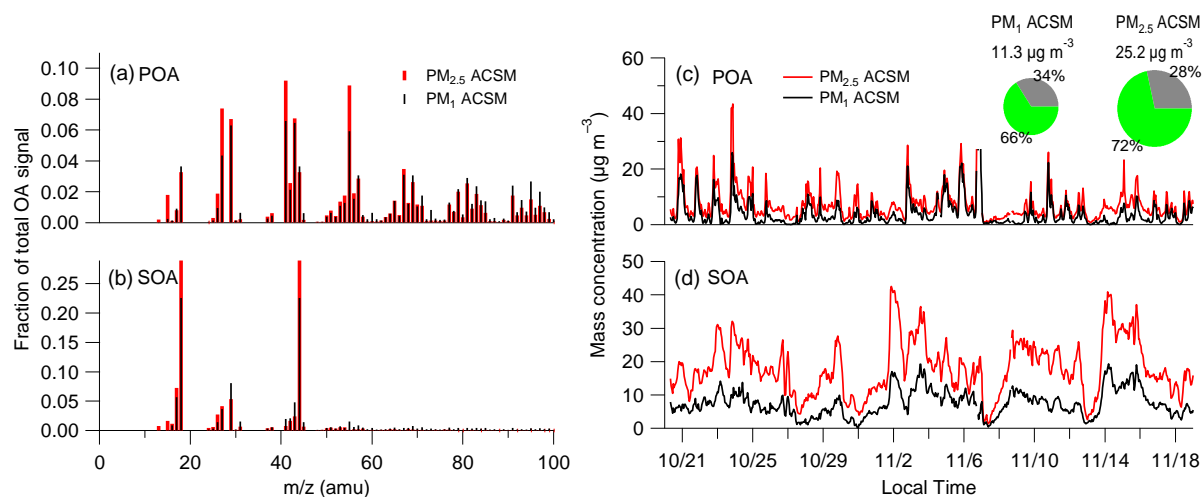 (a) POA
PM2.5 ACSM
PM1 ACSM
0.10
0.08
0.06
0.04
0.02
0.00
(b) SOA
0.25
0.20
0.15
0.10
0.05
0.00
Fraction of total OA signal
0 20 40 60 80 100
m/z (amu)
(c) POA
PM2.5 ACSM
PM1 ACSM
PM1 ACSM
11.3 µg m−3
34%
66%
PM2.5 ACSM
25.2 µg m−3
28%
72%
60
40
20
0
(d) SOA
50
40
30
20
10
0
Mass concentration (µg m−3)
10/21 10/25 10/29 11/2 11/6 11/10 11/14 11/18
Local Time